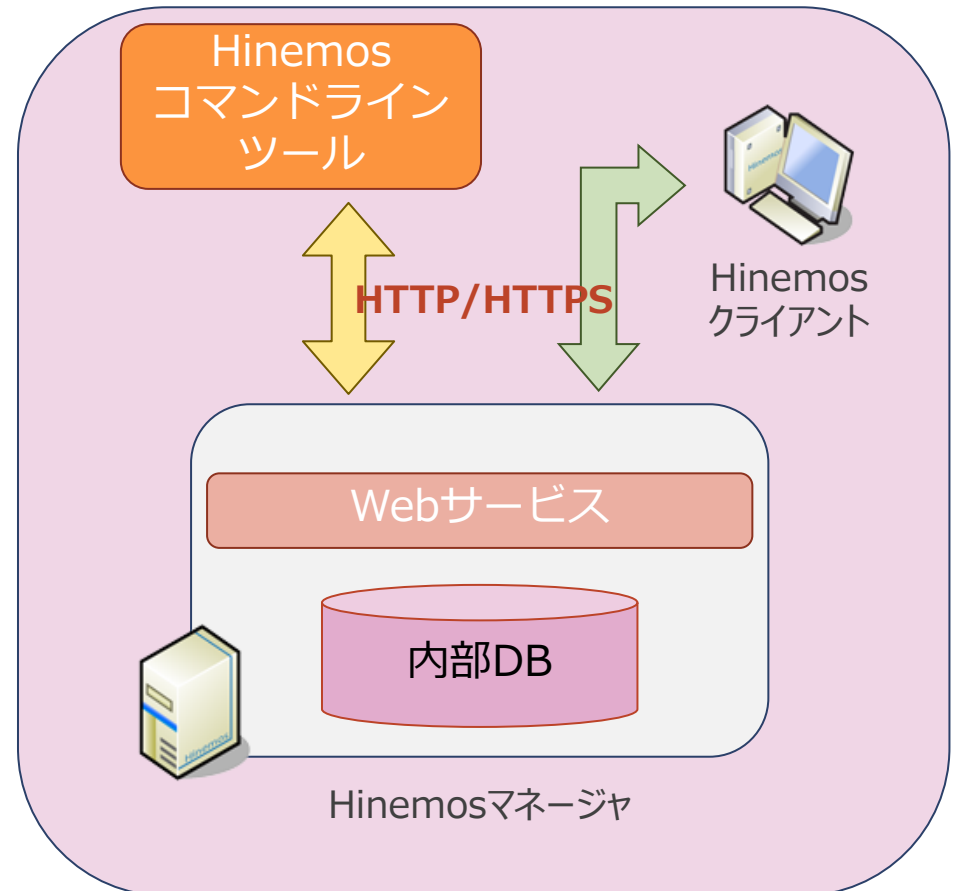 Hinemos
コマンドライン
ツール
Hinemos
HTTP/HTTPS
Hinemos
クライアント
Webサービス
内部DB
Hinemos
Hinemosマネージャ